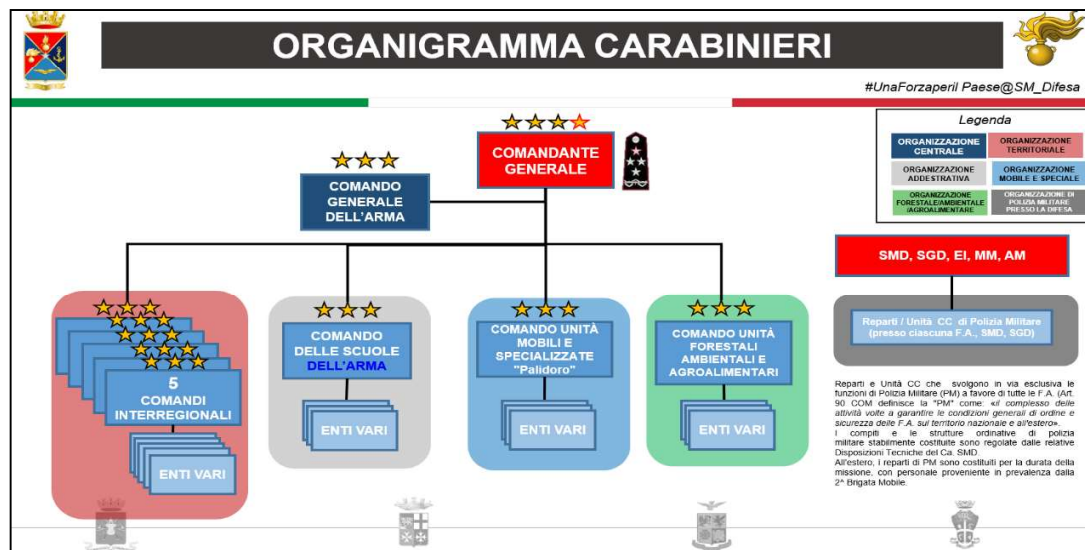 ORGANIGRAMMA CARABINIERI
#UnaForzaperil Paese@SM_Difesa
Legenda
ORGANIZZAZIONE
CENTRALE
ORGANIZZAZIONE
TERRITORIALE
ORGANIZZAZIONE
ADDESTRATIVA
ORGANIZZAZIONE
MOBILE E SPECIALE
ORGANIZZAZIONE
FORESTALE/AMBIENTALE
/AGROALIMENTARE
ORGANIZZAZIONE DI
POLIZIA MILITARE
PRESSO LA DIFESA
COMANDANTE
GENERALE
COMANDO
GENERALE
DELL'ARMA
5
COMANDI
INTERREGIONALI
ENTI VARI
COMANDO
DELLE SCUOLE
DELL'ARMA
ENTI VARI
COMANDO UNITÀ
MOBILI E
SPECIALIZZATE
"Palidoro"
ENTI VARI
COMANDO UNITÀ
FORESTALI
AMBIENTALI E
AGROALIMENTARI
ENTI VARI
SMD, SGD, EI, MM, AM
Reparti / Unità CC di Polizia Militare
(presso ciascuna F.A., SMD, SGD)
Reparti e Unità CC che svolgono in via esclusiva le
funzioni di Polizia Militare (PM) a favore di tutte le F.A. (Art.
90 COM definisce la "PM" come: «il complesso delle
attività volte a garantire le condizioni generali di ordine e
sicurezza delle F.A. sul territorio nazionale e all'estero».
I compiti e le strutture ordinative di polizia
militare stabilmente costituite sono regolate dalle relative
Disposizioni Tecniche del Ca. SMD.
All'estero, i reparti di PM sono costituiti per la durata della
missione, con personale proveniente in prevalenza dalla
2^ Brigata Mobile.